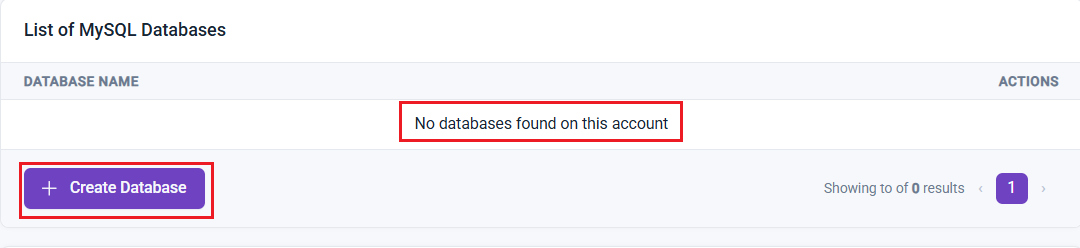 List of MySQL Databases
DATABASE NAME ACTIONS
No databases found on this account
+ Create Database
Showing to of 0 results ‹ 1 ›